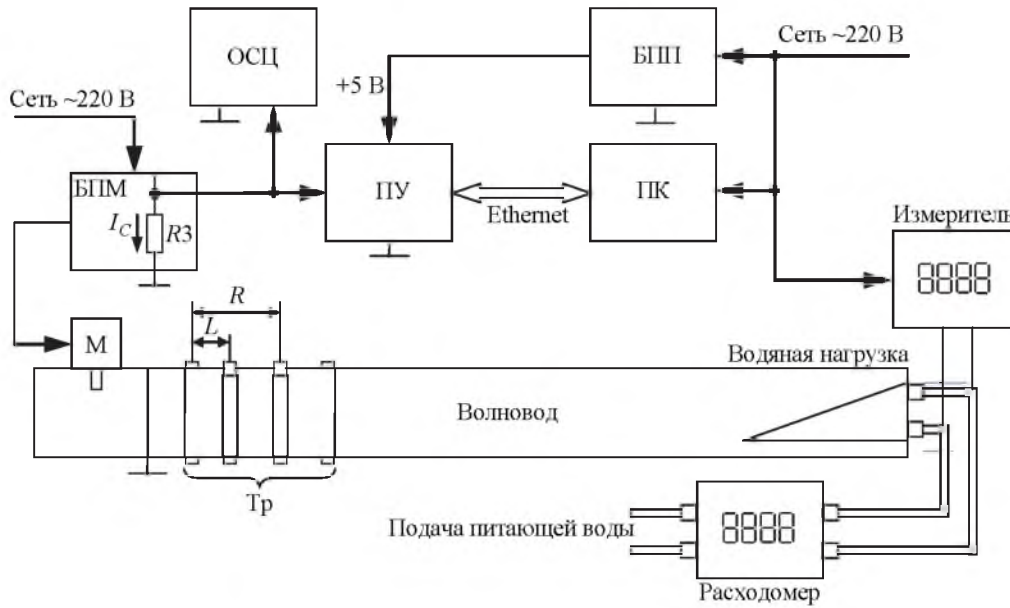 ОСЦ
БПП
Сеть ~220 В
+5 В
Сеть ~220 В
БПМ
ПУ
ПК
Ethernet
I_C
R3
Измеритель
8888
R
L
М
Водяная нагрузка
Волновод
Тр
Подача питающей воды
8888
Расходомер